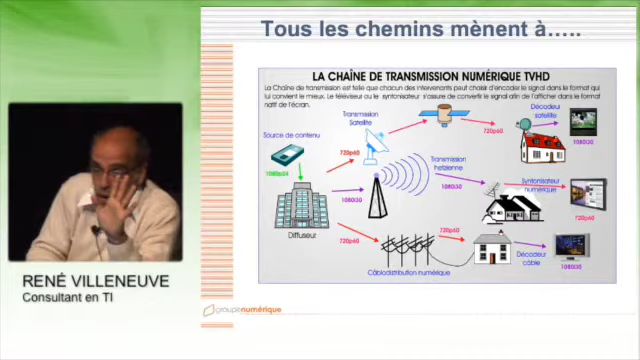 Tous les chemins mènent à…..
LA CHAÎNE DE TRANSMISSION NUMÉRIQUE TVHD
La Chaîne de transmission est telle que chacun des intervenants peut choisir d'encoder le signal dans le format qui
lui convient le mieux. Le téléviseur ou le syntonisateur s'assure de convertir le signal afin de l'afficher dans le format
natif de l'écran.
Source de contenu
1080p24
Diffuseur
Transmission
Satellite
720p60
720p60
Décodeur
satellite
1080i30
Transmission
hertzienne
1080i30
1080i30
Syntonisateur
numérique
720p60
720p60
Câblodistribution numérique
720p60
Décodeur
câble
1080i30
RENÉ VILLENEUVE
Consultant en TI
groupenumérique